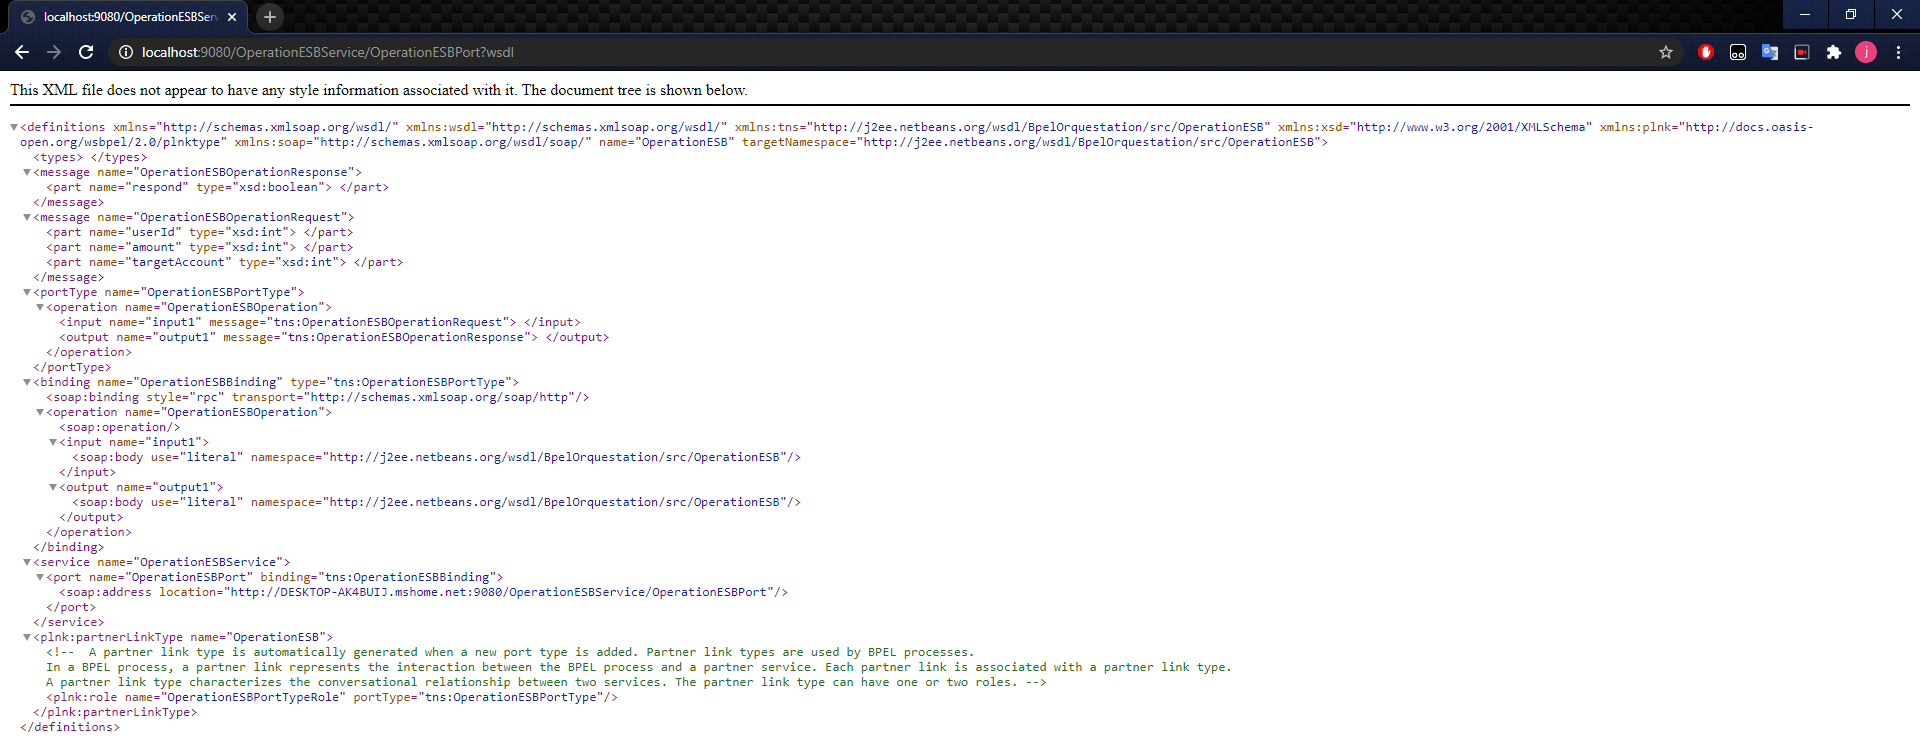 localhost:9080/OperationESBSer
localhost:9080/OperationESBService/OperationESBPort?wsdl
j
This XML file does not appear to have any style information associated with it. The document tree is shown below.
<definitions xmlns="http://schemas.xmlsoap.org/wsdl/" xmlns:wsdl="http://schemas.xmlsoap.org/wsdl/" xmlns:tns="http://j2ee.netbeans.org/wsdl/BpelOrquestation/src/OperationESB" xmlns:xsd="http://www.w3.org/2001/XMLSchema" xmlns:plnk="http://docs.oasis-
open.org/wsbpel/2.0/plnktype" xmlns:soap="http://schemas.xmlsoap.org/wsdl/soap/" name="OperationESB" targetNamespace="http://j2ee.netbeans.org/wsdl/BpelOrquestation/src/OperationESB">
<types> </types>
<message name="OperationESBOperationResponse">
<part name="respond" type="xsd:boolean"> </part>
</message>
<message name="OperationESBOperationRequest">
<part name="userId" type="xsd:int"> </part>
<part name="amount" type="xsd:int"> </part>
<part name="targetAccount" type="xsd:int"> </part>
</message>
<portType name="OperationESBPortType">
<operation name="OperationESBOperation">
<input name="input1" message="tns:OperationESBOperationRequest"> </input>
<output name="output1" message="tns:OperationESBOperationResponse"> </output>
</operation>
</portType>
<binding name="OperationESBBinding" type="tns:OperationESBPortType">
<soap:binding style="rpc" transport="http://schemas.xmlsoap.org/soap/http"/>
<operation name="OperationESBOperation">
<soap:operation/>
<input name="input1">
<soap:body use="literal" namespace="http://j2ee.netbeans.org/wsdl/BpelOrquestation/src/OperationESB"/>
</input>
<output name="output1">
<soap:body use="literal" namespace="http://j2ee.netbeans.org/wsdl/BpelOrquestation/src/OperationESB"/>
</output>
</operation>
</binding>
<service name="OperationESBService">
<port name="OperationESBPort" binding="tns:OperationESBBinding">
<soap:address location="http://DESKTOP-AK4BUIJ.mshome.net:9080/OperationESBService/OperationESBPort"/>
</port>
</service>
<plnk:partnerLinkType name="OperationESB">
<!-- A partner link type is automatically generated when a new port type is added. Partner link types are used by BPEL processes.
In a BPEL process, a partner link represents the interaction between the BPEL process and a partner service. Each partner link is associated with a partner link type.
A partner link type characterizes the conversational relationship between two services. The partner link type can have one or two roles. -->
<plnk:role name="OperationESBPortTypeRole" portType="tns:OperationESBPortType"/>
</plnk:partnerLinkType>
</definitions>